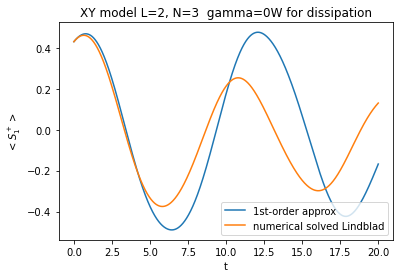 XY model L=2, N=3  gamma=0W for dissipation
0.4
0.2
0.0
−0.2
−0.4
< S₁⁺ >
1st-order approx
numerical solved Lindblad
0.0 2.5 5.0 7.5 10.0 12.5 15.0 17.5 20.0
t